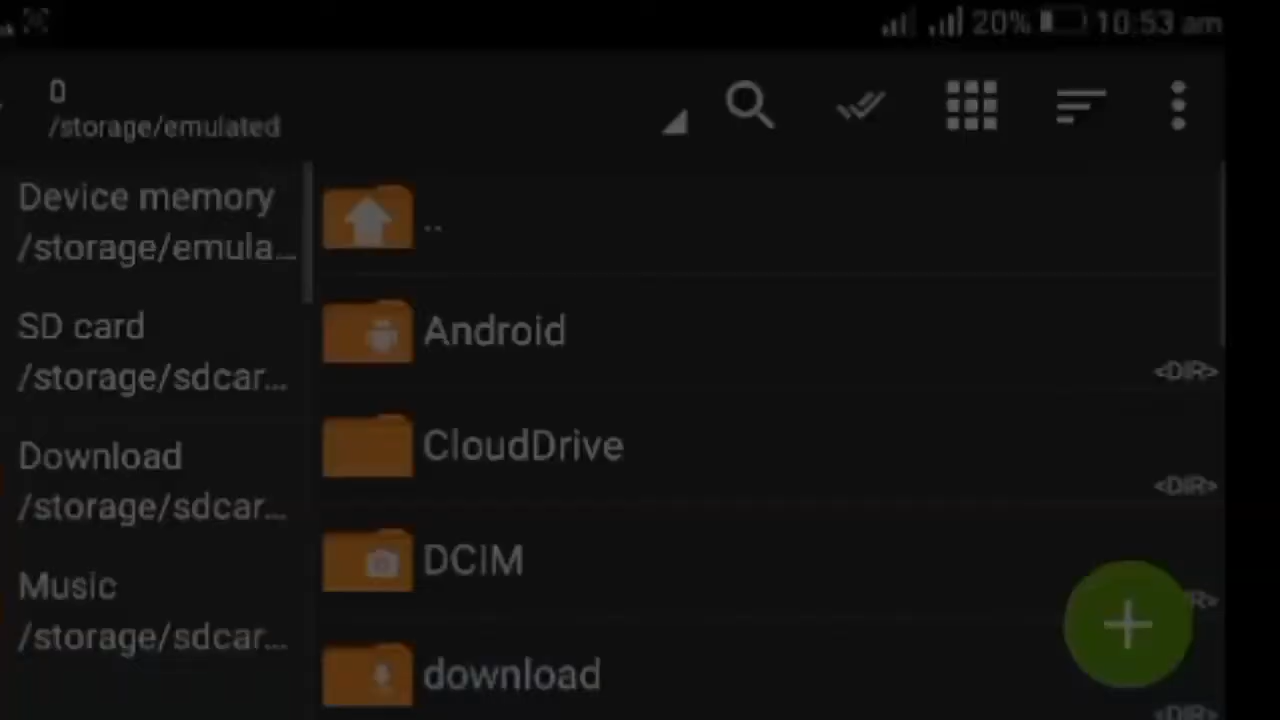 20% 10:53 am
0
/storage/emulated
Device memory
/storage/emula...
SD card
/storage/sdcar...
Download
/storage/sdcar...
Music
/storage/sdcar...
..
Android
<DIR>
CloudDrive
<DIR>
DCIM
download
<DIR>